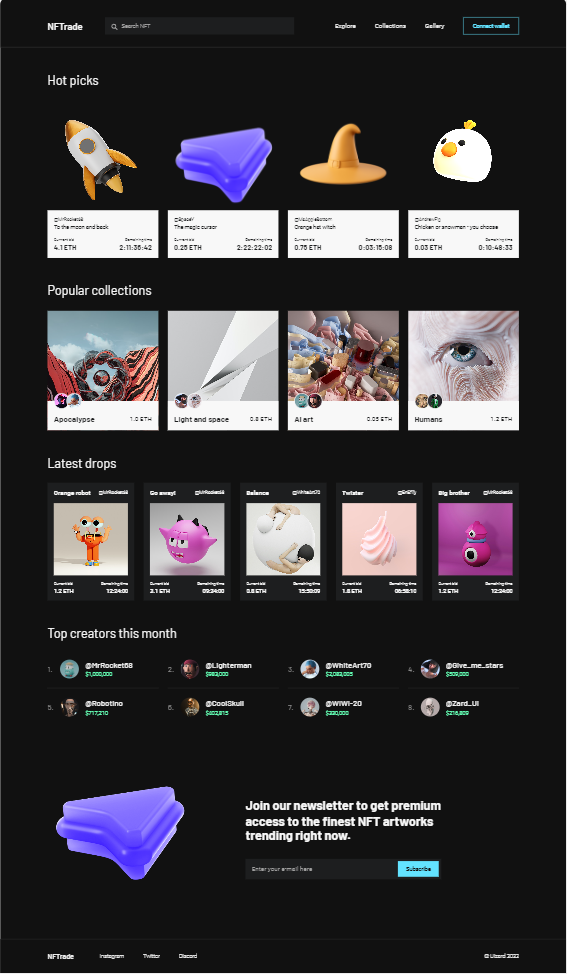 NFTrade
Search NFT
Explore Collections Gallery Connect wallet
Hot picks
@MrRocket68
To the moon and back
Current bid Remaining time
4.1 ETH 2:11:36:42
@SpaceY
The magic cursor
Current bid Remaining time
0.25 ETH 2:22:22:02
@MsAppleBottom
Orange hat witch
Current bid Remaining time
0.75 ETH 0:03:15:08
Chicken or snowman - you choose
Current bid Remaining time
0.03 ETH 0:10:48:33
Popular collections
Apocalypse 1.0 ETH
Light and space 0.8 ETH
AI art 0.05 ETH
Humans 1.2 ETH
Latest drops
Orange robot @MrRocket68
Current bid Remaining time
1.2 ETH 12:24:00
Go away! @MrRocket68
Current bid Remaining time
3.1 ETH 09:34:00
Balance @WhiteArt70
Current bid Remaining time
0.6 ETH 15:50:09
Twister
Current bid Remaining time
1.6 ETH 06:58:10
Big brother @MrRocket68
Current bid Remaining time
1.2 ETH 12:24:00
Top creators this month
1. @MrRocket68
$1,000,000
2. @Lighterman
$983,000
3. @WhiteArt70
$2,083,005
4. @Give_me_stars
$509,000
5. @Robotino
$717,210
6. @CoolSkull
$402,815
7. @WIWI-20
$330,000
8. @Zard_UI
$216,809
Join our newsletter to get premium
access to the finest NFT artworks
trending right now.
Enter your e-mail here Subscribe
NFTrade Instagram Twitter Discord © Uizard 2022